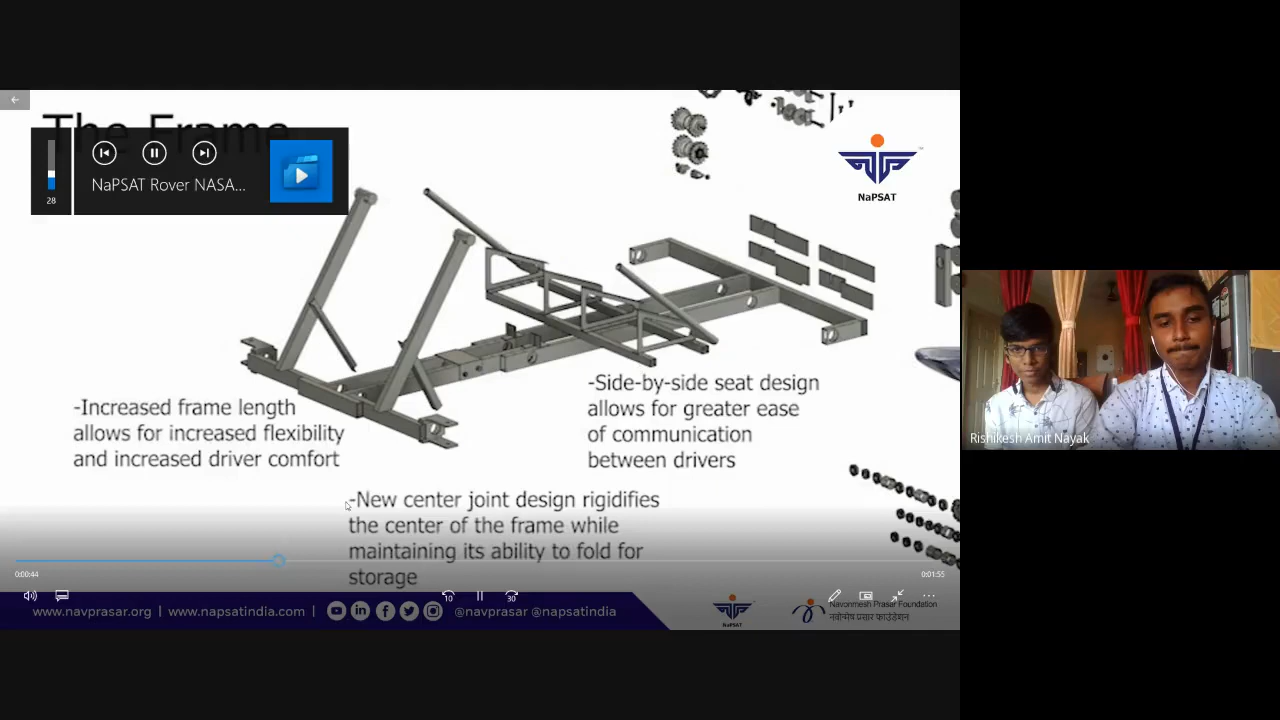 The Frame
NaPSAT Rover NASA...
28
NaPSAT
-Increased frame length
allows for increased flexibility
and increased driver comfort
-Side-by-side seat design
allows for greater ease
of communication
between drivers
-New center joint design rigidifies
the center of the frame while
maintaining its ability to fold for
storage
Rishikesh Amit Nayak
0:00:44
0:01:55
10
30
www.navprasar.org | www.napsatindia.com |
@navprasar @napsatindia
NaPSAT
Navonmesh Prasar Foundation
नवोन्मेष प्रसार फाउंडेशन